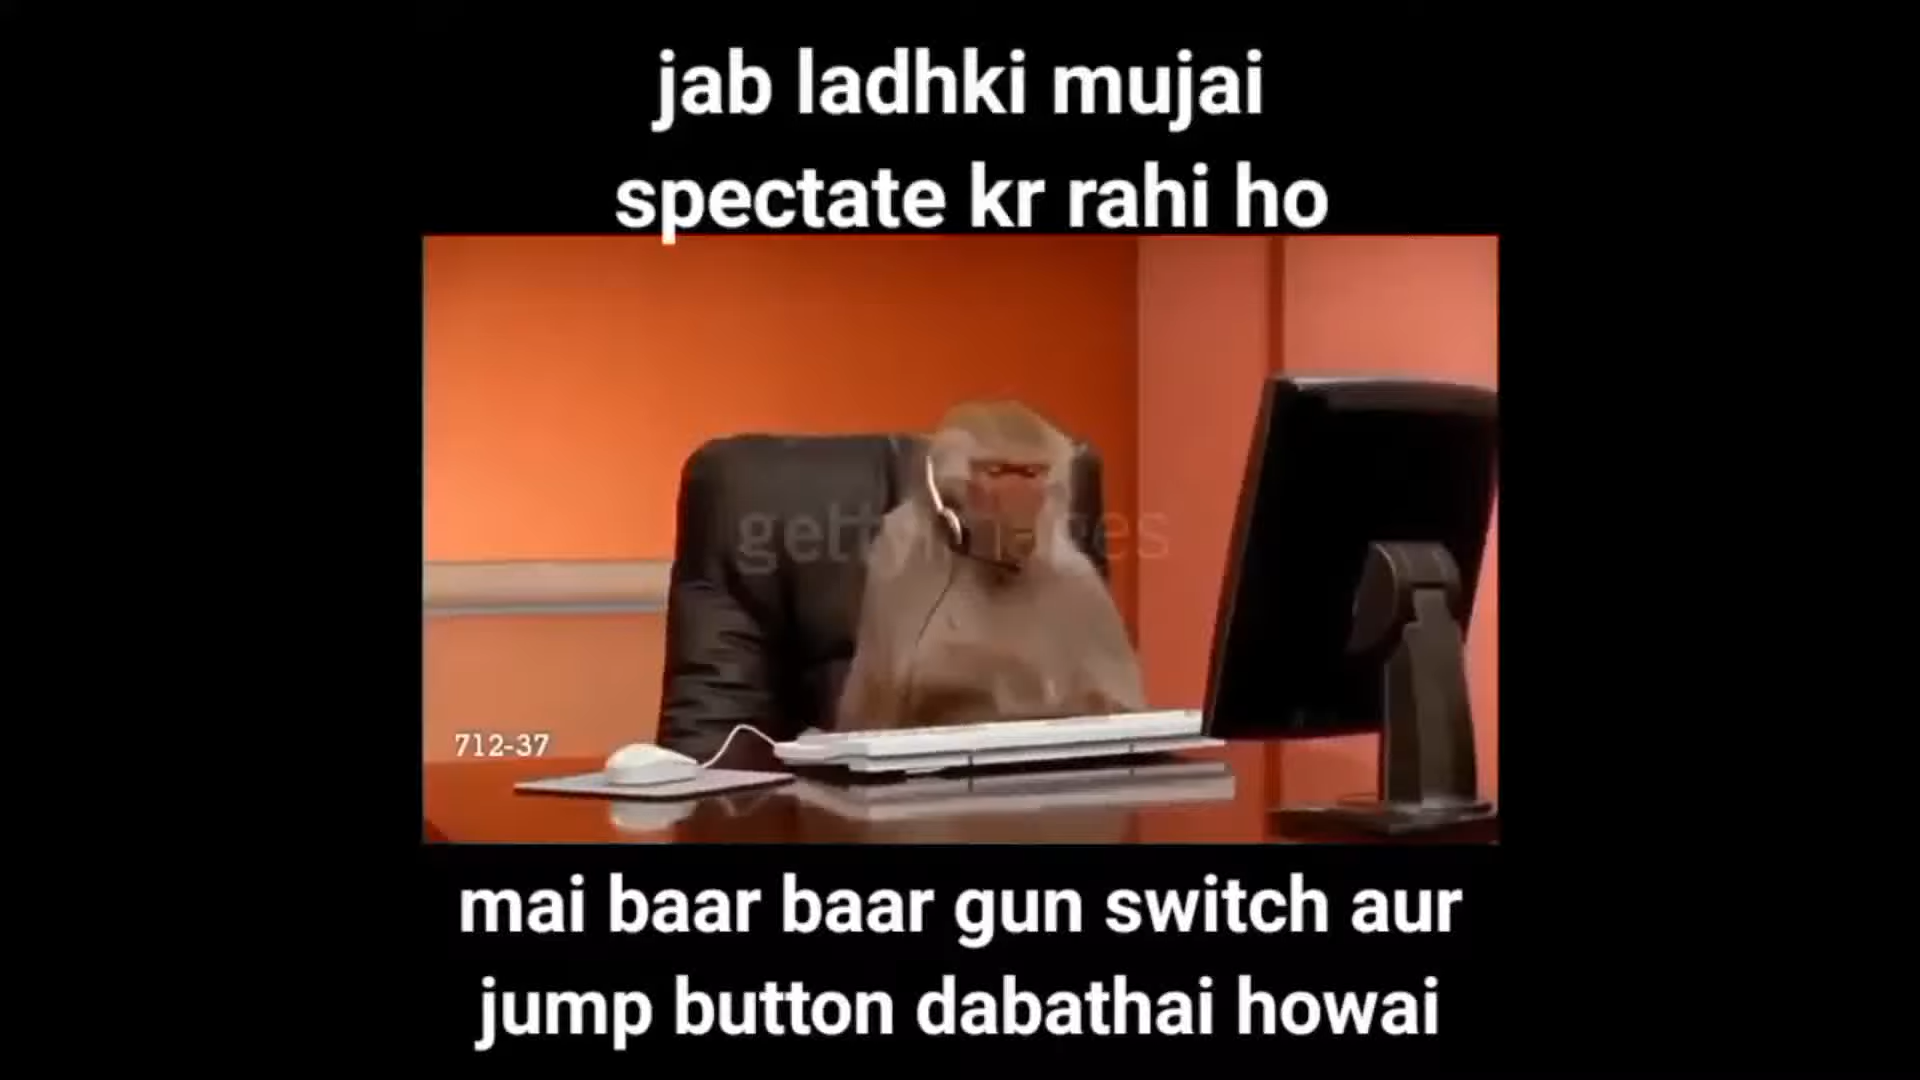 jab ladhki mujai
spectate kr rahi ho
gettyimages
712-37
mai baar baar gun switch aur
jump button dabathai howai